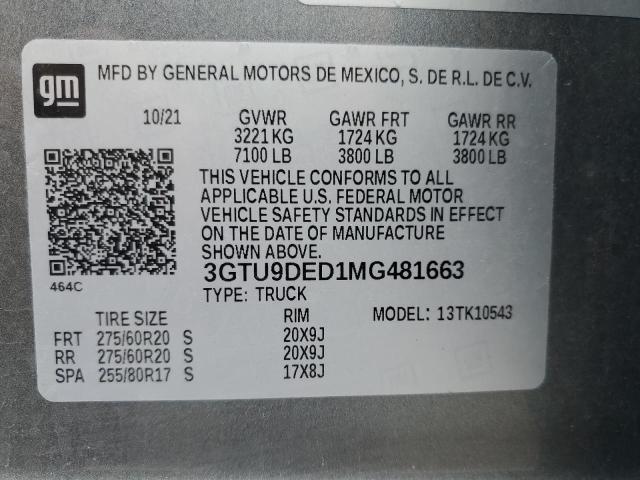 gm
MFD BY GENERAL MOTORS DE MEXICO, S. DE R.L. DE C.V.
10/21 GVWR GAWR FRT GAWR RR
3221 KG 1724 KG 1724 KG
7100 LB 3800 LB 3800 LB
THIS VEHICLE CONFORMS TO ALL
APPLICABLE U.S. FEDERAL MOTOR
VEHICLE SAFETY STANDARDS IN EFFECT
ON THE DATE OF MANUFACTURE
SHOWN ABOVE.
464C
3GTU9DED1MG481663
TYPE: TRUCK
TIRE SIZE RIM MODEL: 13TK10543
FRT 275/60R20 S 20X9J
RR 275/60R20 S 20X9J
SPA 255/80R17 S 17X8J